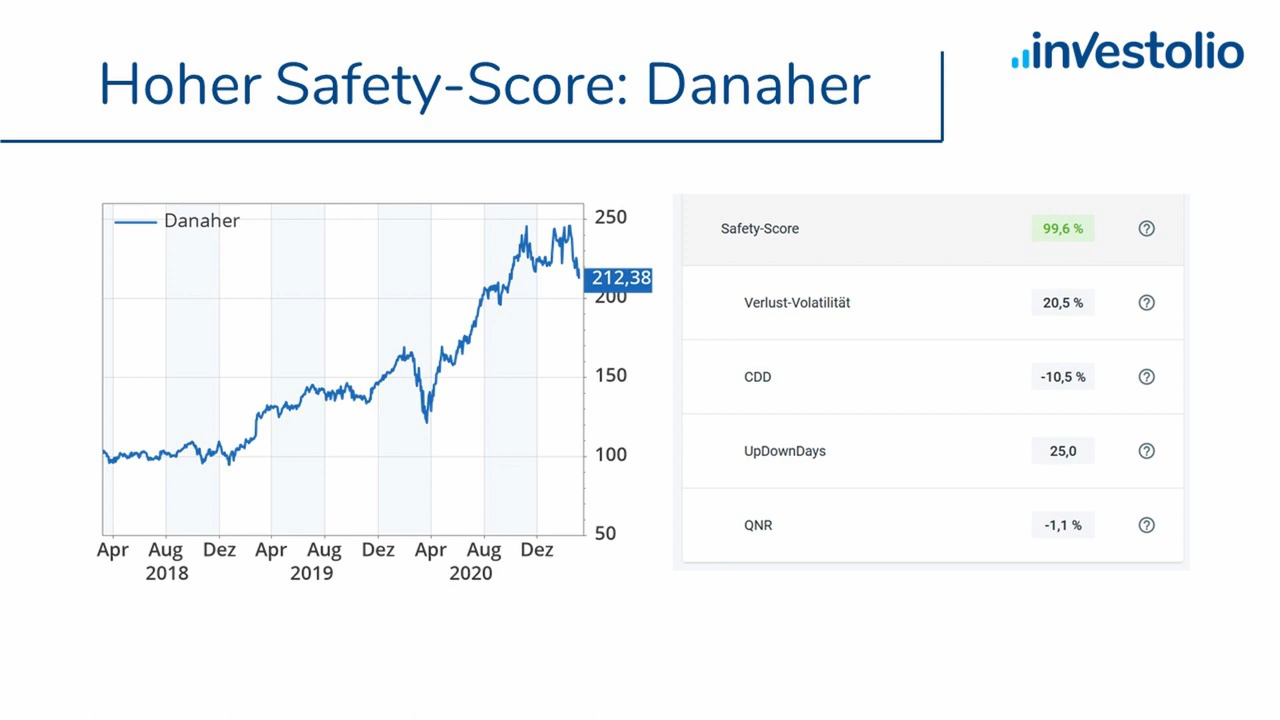 investolio
Hoher Safety-Score: Danaher
Danaher
250
212,38
200
150
100
50
Apr Aug Dez Apr Aug Dez Apr Aug Dez
2018 2019 2020
Safety-Score 99,6 % ?
Verlust-Volatilität 20,5 % ?
CDD -10,5 % ?
UpDownDays 25,0 ?
QNR -1,1 % ?